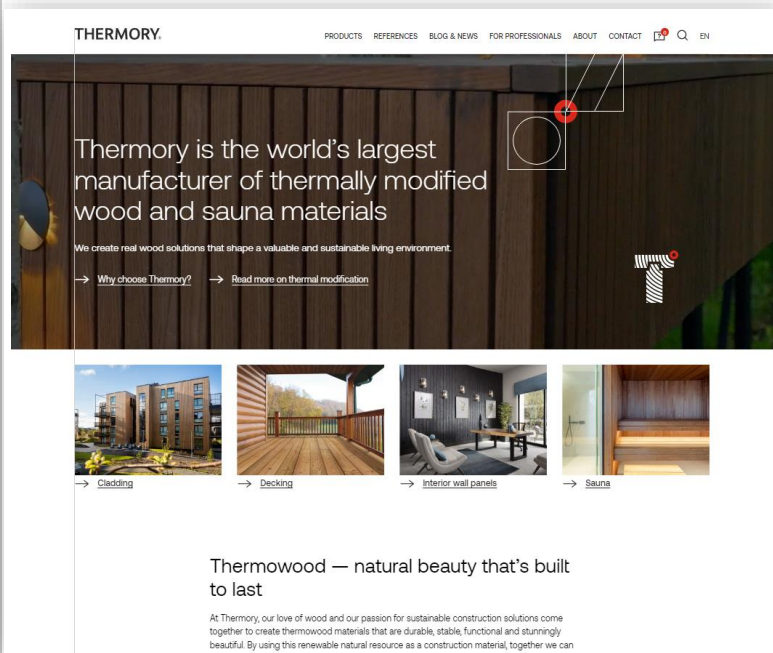 THERMORY®
PRODUCTS REFERENCES BLOG & NEWS FOR PROFESSIONALS ABOUT CONTACT 0 EN
Thermory is the world's largest
manufacturer of thermally modified
wood and sauna materials
We create real wood solutions that shape a valuable and sustainable living environment.
→ Why choose Thermory? → Read more on thermal modification
T
→ Cladding → Decking → Interior wall panels → Sauna
Thermowood — natural beauty that's built
to last
At Thermory, our love of wood and our passion for sustainable construction solutions come
together to create thermowood materials that are durable, stable, functional and stunningly
beautiful. By using this renewable natural resource as a construction material, together we can